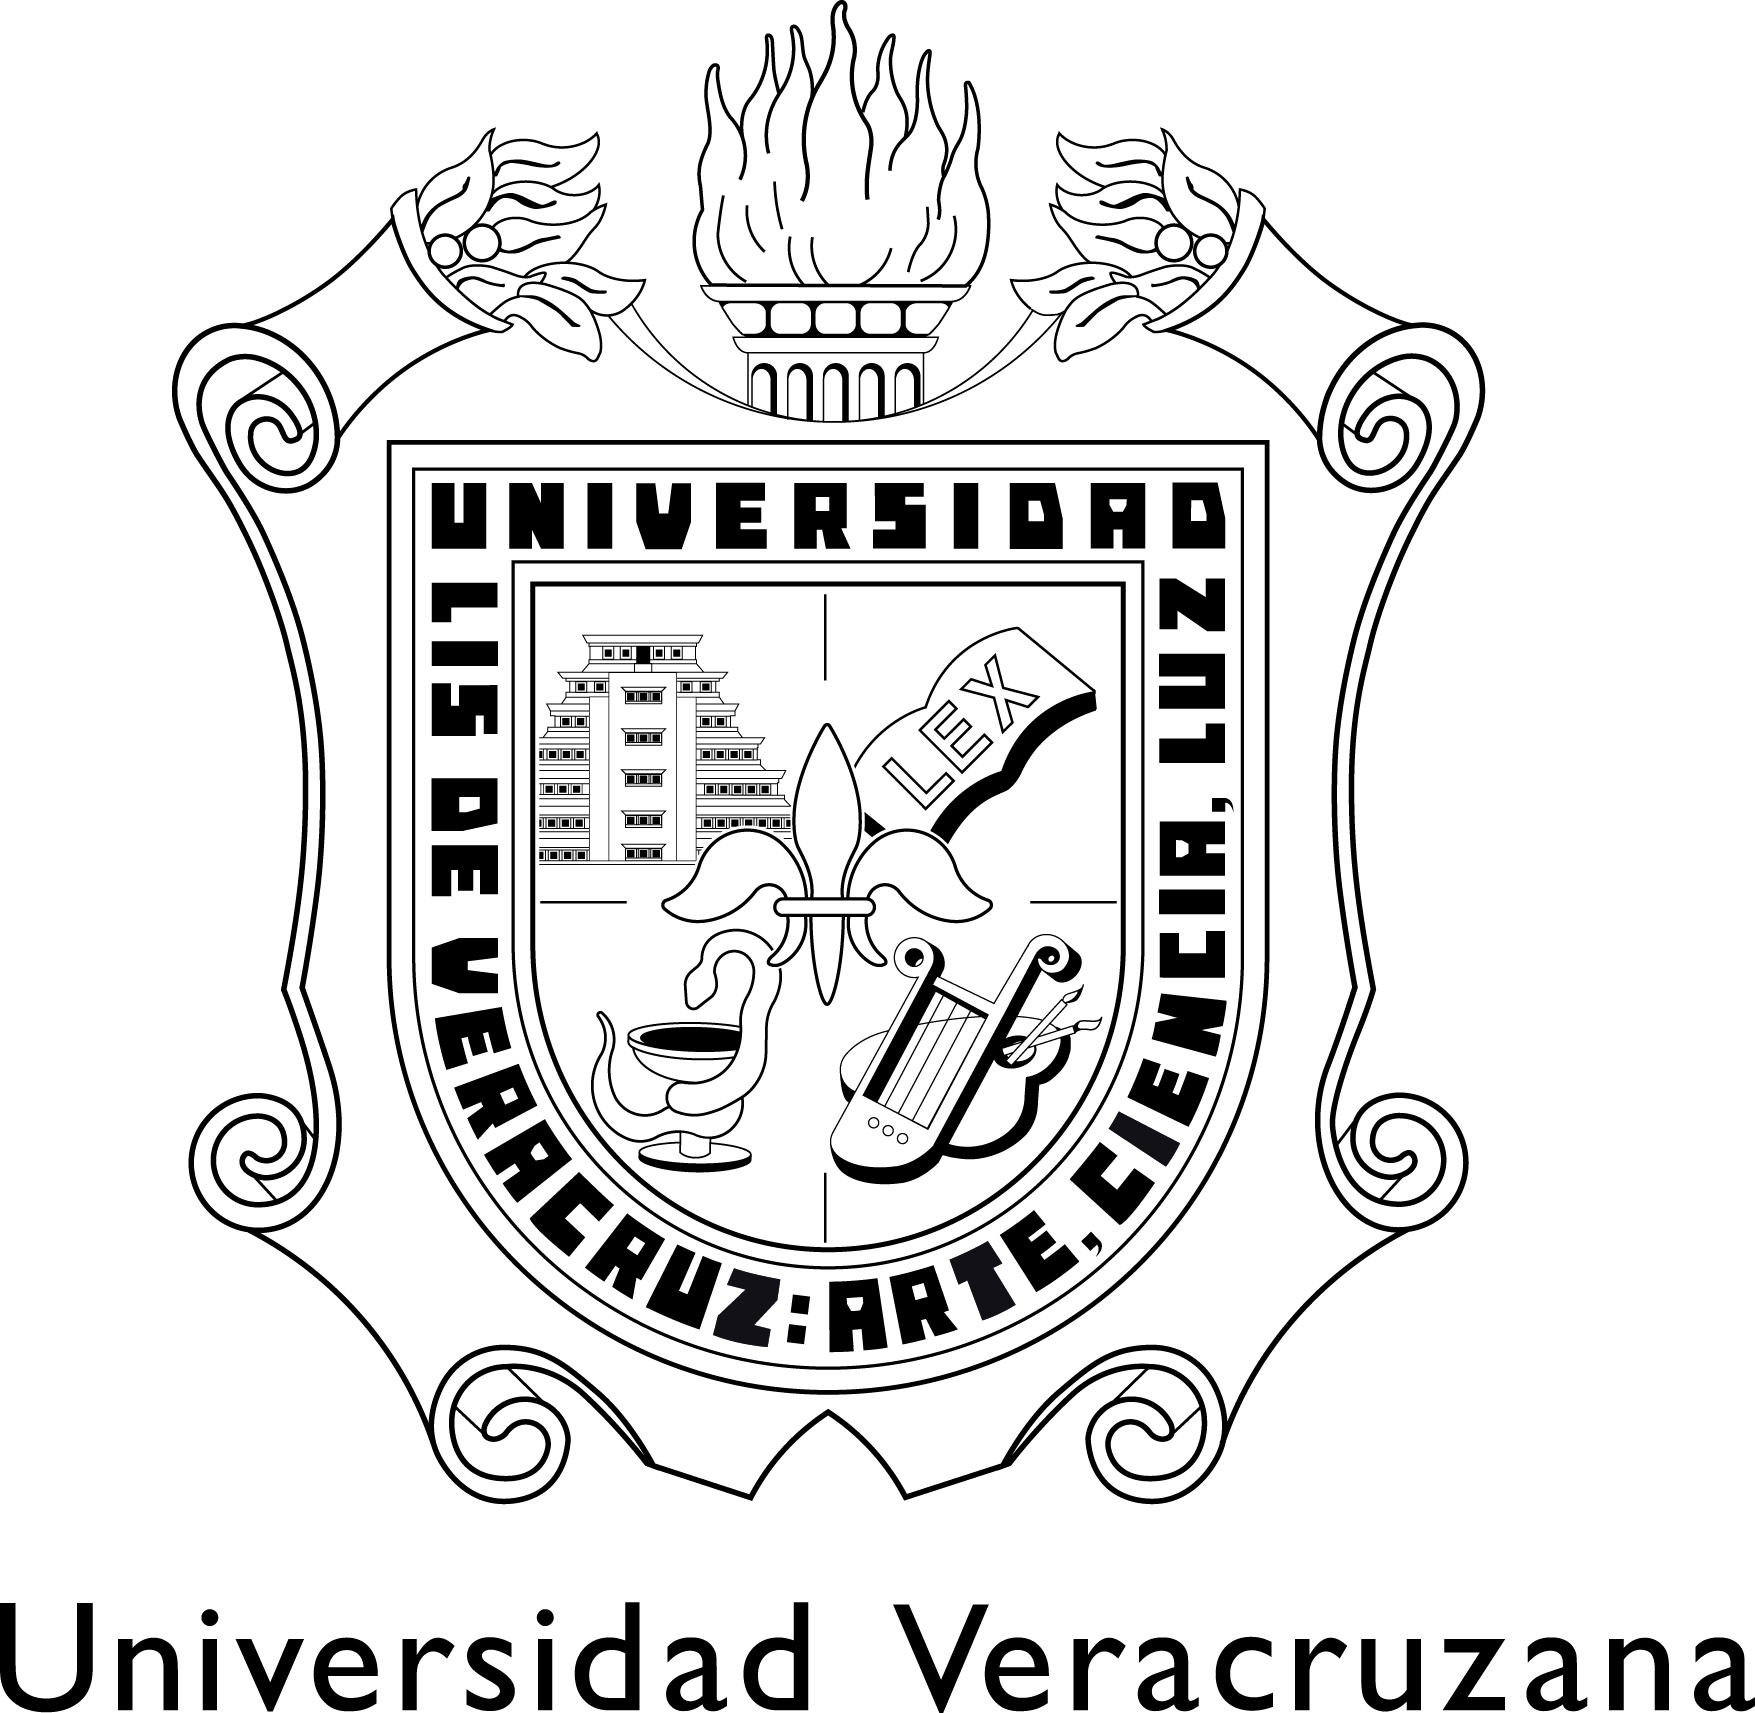 UNIVERSIDAD
LIS DE VERACRUZ: ARTE, CIENCIA, LUZ
LEX
Universidad Veracruzana